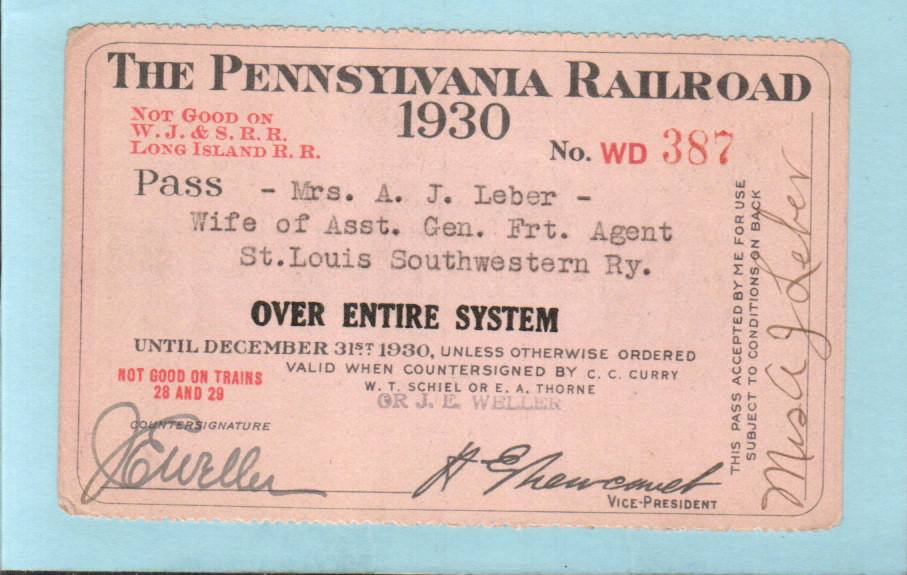 THE PENNSYLVANIA RAILROAD
1930
NOT GOOD ON
W. J. & S. R. R.
LONG ISLAND R. R.
No. WD 387
Pass - Mrs. A. J. Leber -
Wife of Asst. Gen. Frt. Agent
St.Louis Southwestern Ry.
OVER ENTIRE SYSTEM
UNTIL DECEMBER 31ST 1930, UNLESS OTHERWISE ORDERED
VALID WHEN COUNTERSIGNED BY C. C. CURRY
W. T. SCHIEL OR E. A. THORNE
OR J. E. WELLER
NOT GOOD ON TRAINS
28 AND 29
COUNTERSIGNATURE
J E Weller
VICE-PRESIDENT
THIS PASS ACCEPTED BY ME FOR USE
SUBJECT TO CONDITIONS ON BACK
Mrs A J Leber